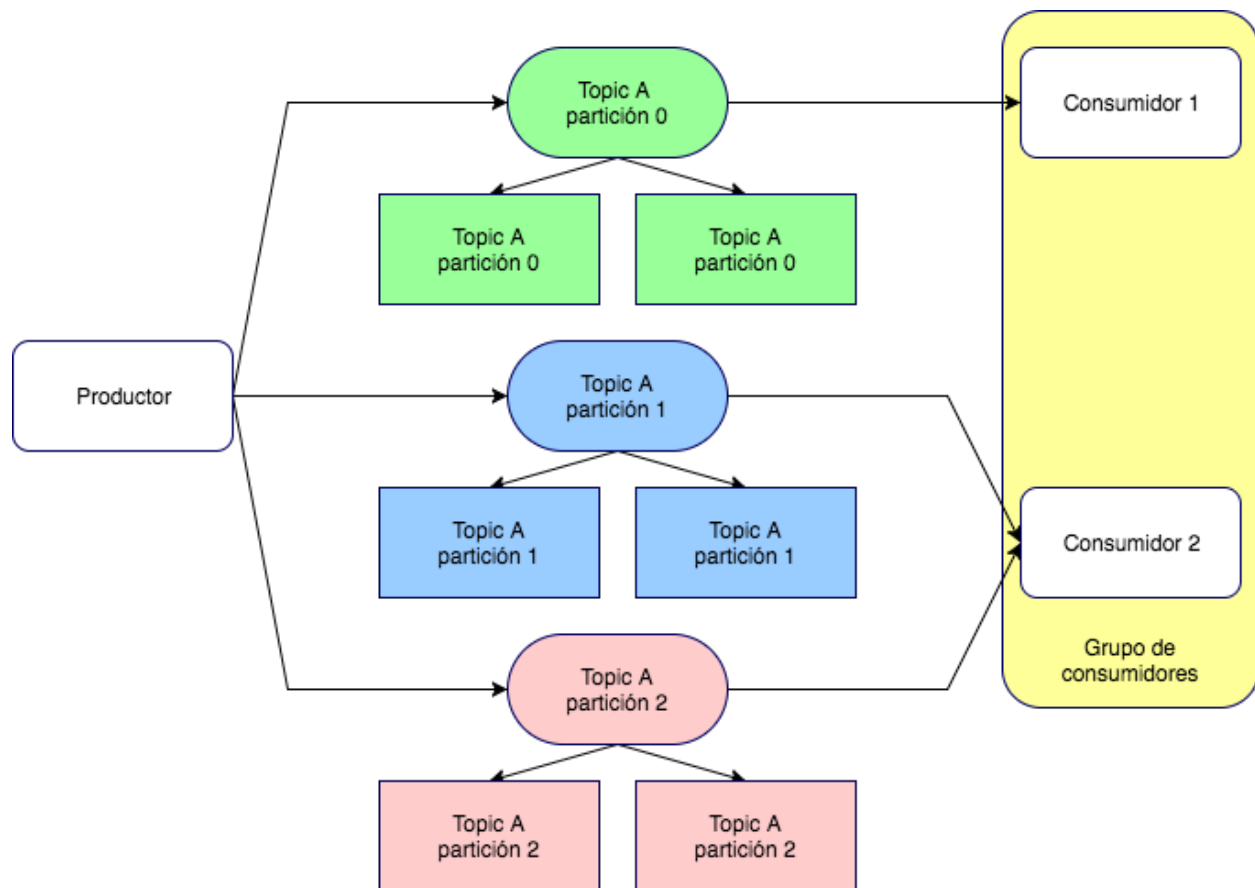 Topic A
partición 0
Consumidor 1
Topic A
partición 0
Topic A
partición 0
Productor
Topic A
partición 1
Topic A
partición 1
Topic A
partición 1
Consumidor 2
Grupo de
consumidores
Topic A
partición 2
Topic A
partición 2
Topic A
partición 2